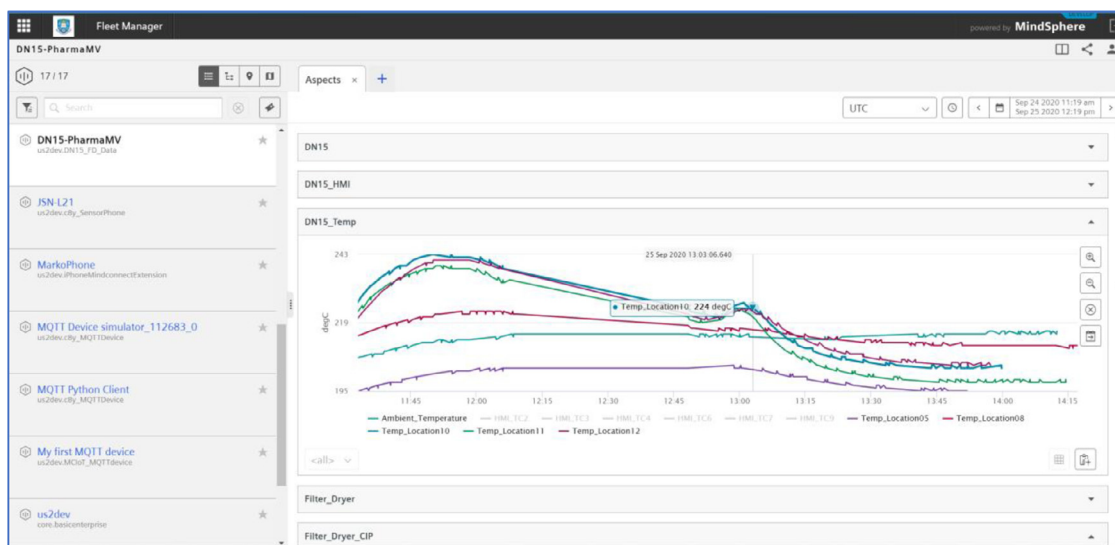 Fleet Manager
powered by MindSphere
DN15-PharmaMV
17 / 17
Aspects × +
Search
UTC
Sep 24 2020 11:19 am
Sep 25 2020 12:19 pm
DN15-PharmaMV
us2dev.DN15_FD_Data
JSN-L21
us2dev.c8y_SensorPhone
MarkoPhone
us2dev.iPhoneMindconnectExtension
MQTT Device simulator_112683_0
us2dev.c8y_MQTTDevice
MQTT Python Client
us2dev.c8y_MQTTDevice
My first MQTT device
us2dev.MCIoT_MQTTdevice
us2dev
core.basicenterprise
DN15
DN15_HMI
DN15_Temp
243
25 Sep 2020 13:03:06.640
Temp_Location10; 224 degC
degC
219
195
11:45 12:00 12:15 12:30 12:45 13:00 13:15 13:30 13:45 14:00 14:15
Ambient_Temperature HMI_TC2 HMI_TC3 HMI_TC4 HMI_TC6 HMI_TC7 HMI_TC9 Temp_Location05 Temp_Location08
Temp_Location10 Temp_Location11 Temp_Location12
<all>
Filter_Dryer
Filter_Dryer_CIP